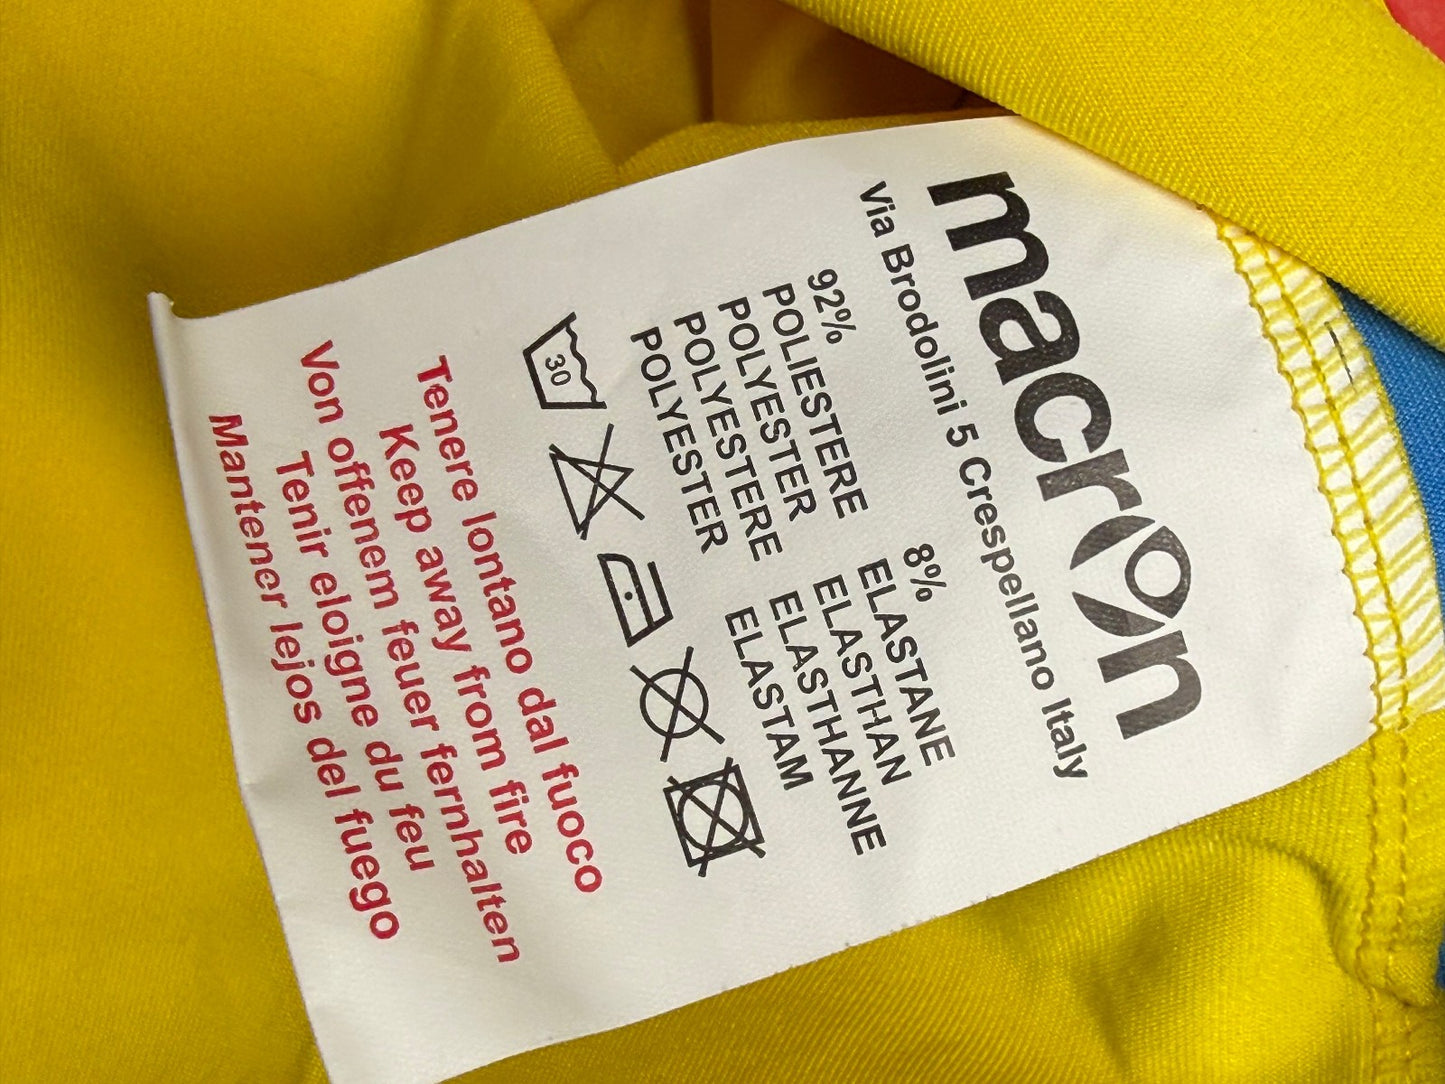 macron
Via Brodolini 5 Crespellano Italy
92% 8%
POLIESTERE ELASTANE
POLYESTER ELASTHAN
POLYESTERE ELASTHANNE
POLYESTER ELASTAM
30
Tenere lontano dal fuoco
Keep away from fire
Von offenem feuer fernhalten
Tenir eloigne du feu
Mantener lejos del fuego